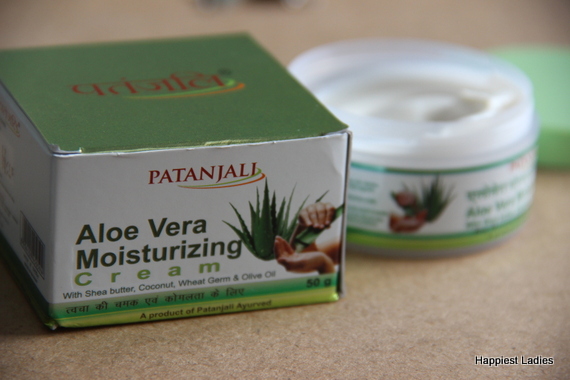 पतंजलि
PATANJALI
Aloe Vera
Moisturizing
Cream
With Shea butter, Coconut, Wheat Germ & Olive Oil
50 g
त्वचा की चमक एवं कोमलता के लिए
A product of Patanjali Ayurved
Aloe Vera
Happiest Ladies